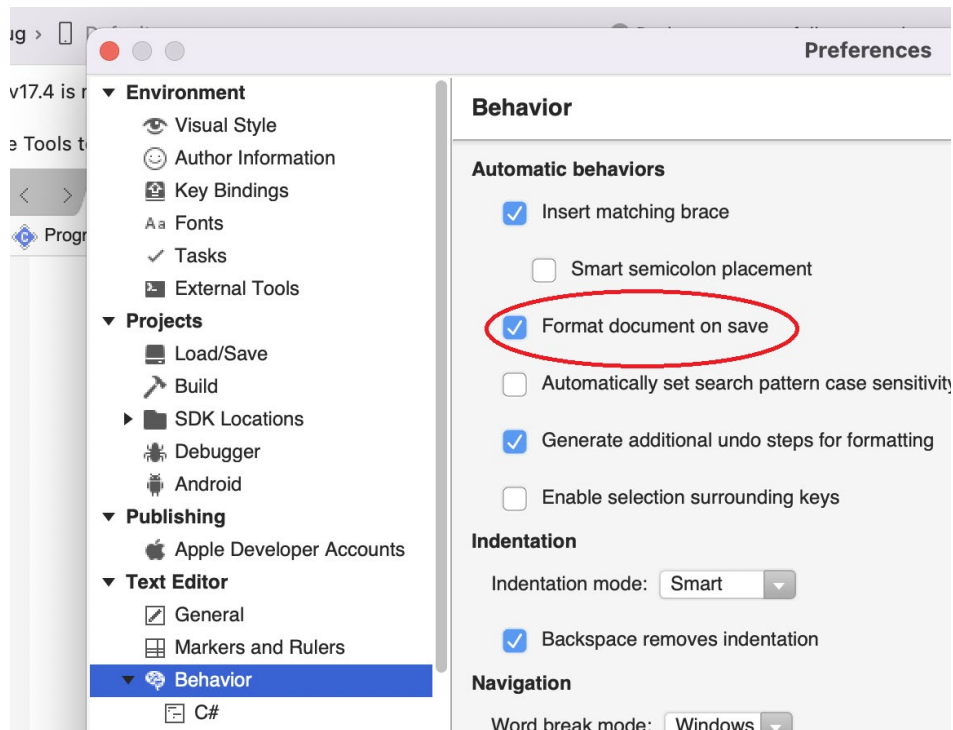 ug >
Preferences
v17.4 is
e Tools
Progr
Environment
Visual Style
Author Information
Key Bindings
Aa Fonts
Tasks
External Tools
Projects
Load/Save
Build
SDK Locations
Debugger
Android
Publishing
Apple Developer Accounts
Text Editor
General
Markers and Rulers
Behavior
C#
Behavior
Automatic behaviors
Insert matching brace
Smart semicolon placement
Format document on save
Automatically set search pattern case sensitivity
Generate additional undo steps for formatting
Enable selection surrounding keys
Indentation
Indentation mode: Smart
Backspace removes indentation
Navigation
Word break mode: Windows